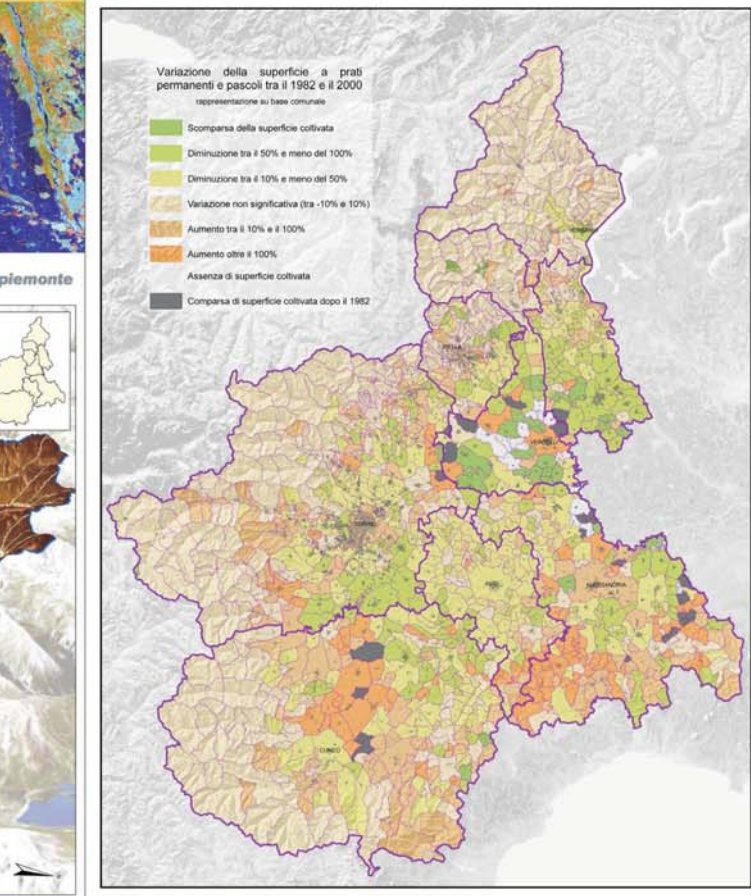 Variazione della superficie a prati
permanenti e pascoli tra il 1982 e il 2000
rappresentazione su base comunale
Scomparsa della superficie coltivata
Diminuzione tra il 50% e meno del 100%
Diminuzione tra il 10% e meno del 50%
Variazione non significativa (tra -10% e 10%)
Aumento tra il 10% e il 100%
Aumento oltre il 100%
Assenza di superficie coltivata
Comparsa di superficie coltivata dopo il 1982
piemonte
VERBANIA
BIELLA
VERCELLI
TORINO
ASTI
ALESSANDRIA
CUNEO